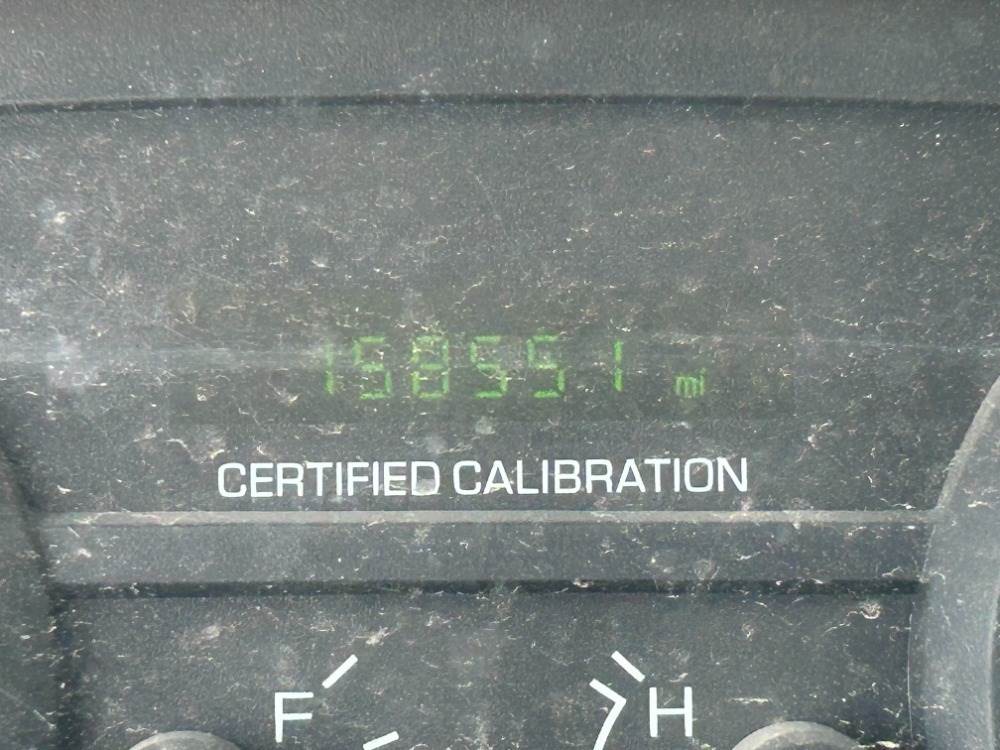 158551 mi
CERTIFIED CALIBRATION
F H